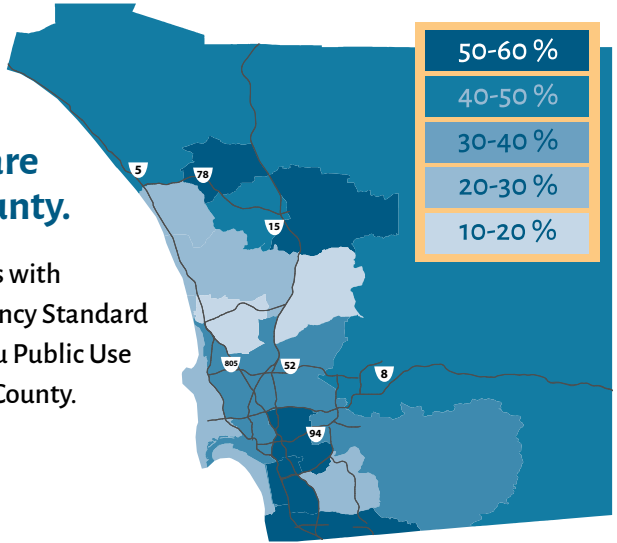 50-60 %
40-50 %
30-40 %
20-30 %
10-20 %
5
78
15
805
52
8
94
unty.
s with
ncy Standard
Public Use
County.